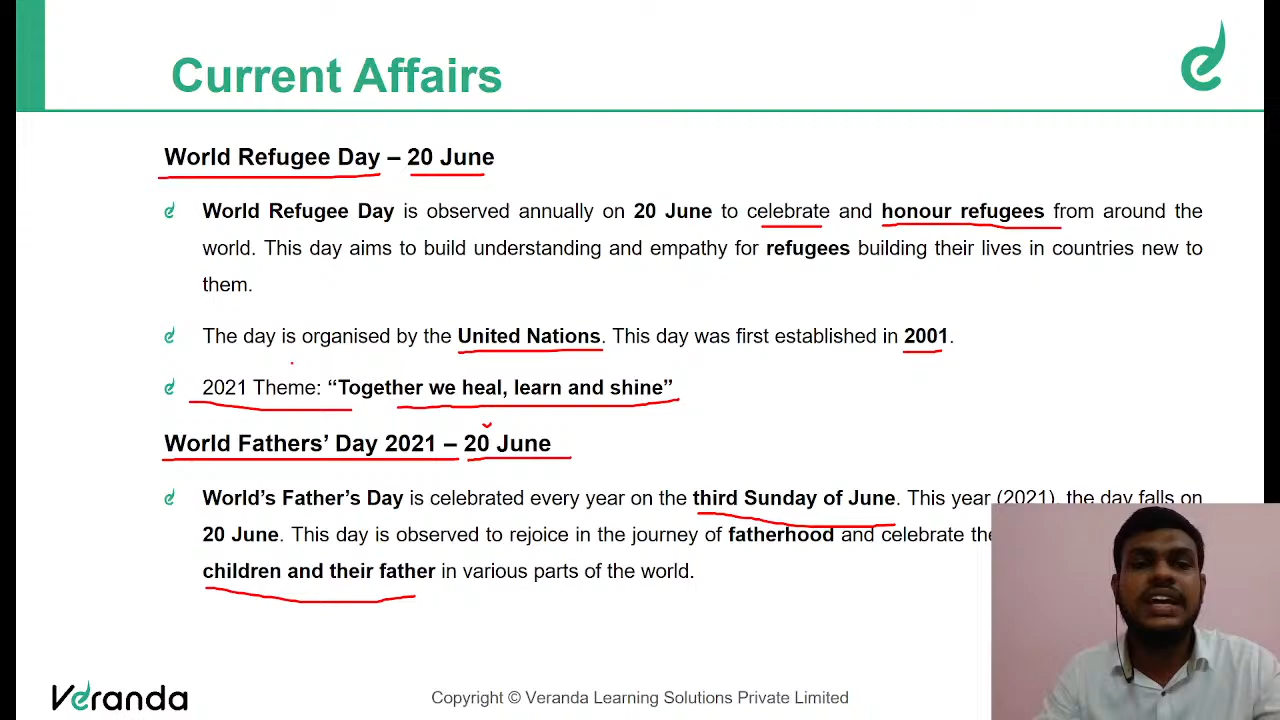 Current Affairs
World Refugee Day – 20 June
World Refugee Day is observed annually on 20 June to celebrate and honour refugees from around the
world. This day aims to build understanding and empathy for refugees building their lives in countries new to
them.
The day is organised by the United Nations. This day was first established in 2001.
2021 Theme: “Together we heal, learn and shine”
World Fathers’ Day 2021 – 20 June
World’s Father’s Day is celebrated every year on the third Sunday of June. This year (2021), the day falls on
20 June. This day is observed to rejoice in the journey of fatherhood and celebrate
children and their father in various parts of the world.
Veranda
Copyright © Veranda Learning Solutions Private Limited